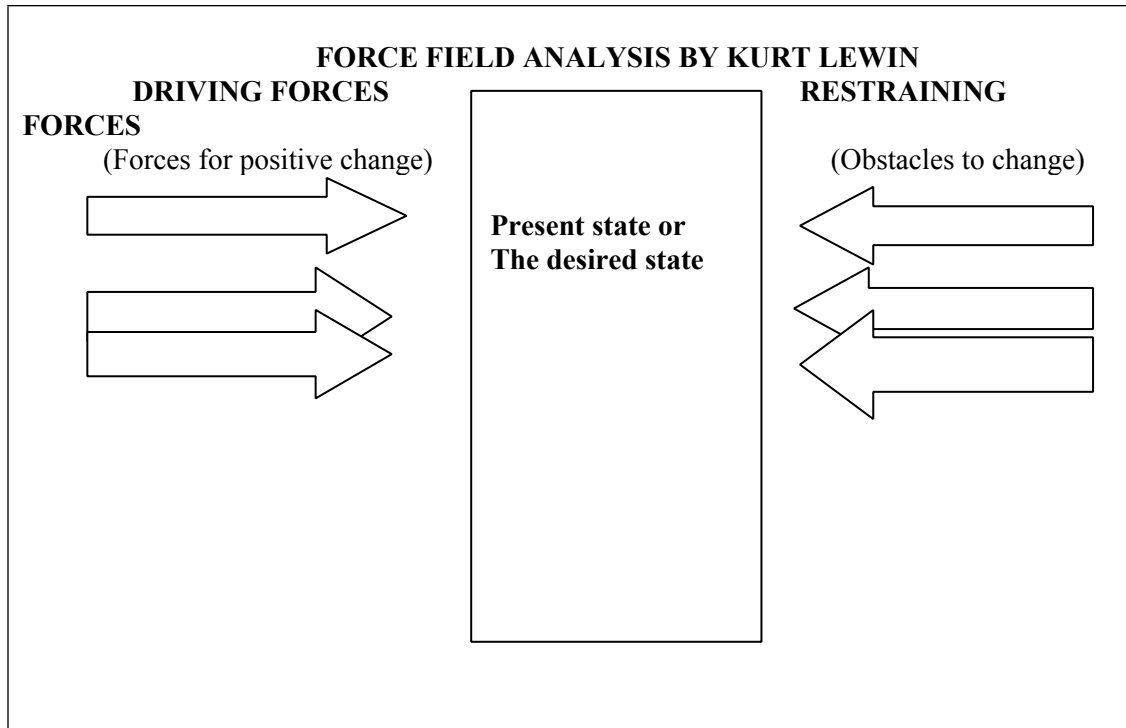 FORCE FIELD ANALYSIS BY KURT LEWIN
DRIVING FORCES RESTRAINING
FORCES
(Forces for positive change) (Obstacles to change)
Present state or
The desired state